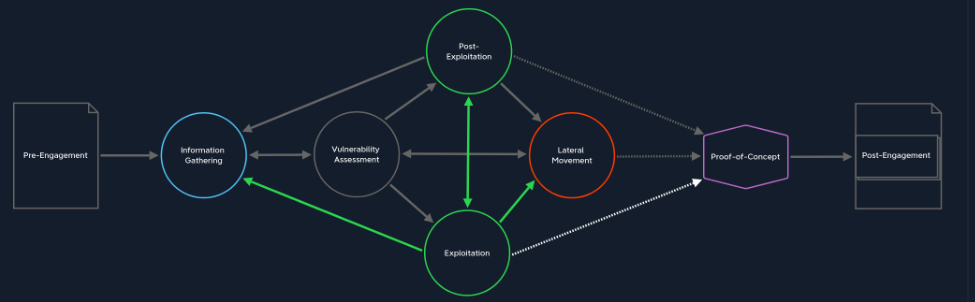 Post-
Exploitation
Pre-Engagement
Information
Gathering
Vulnerability
Assessment
Lateral
Movement
Proof-of-Concept
Post-Engagement
Exploitation